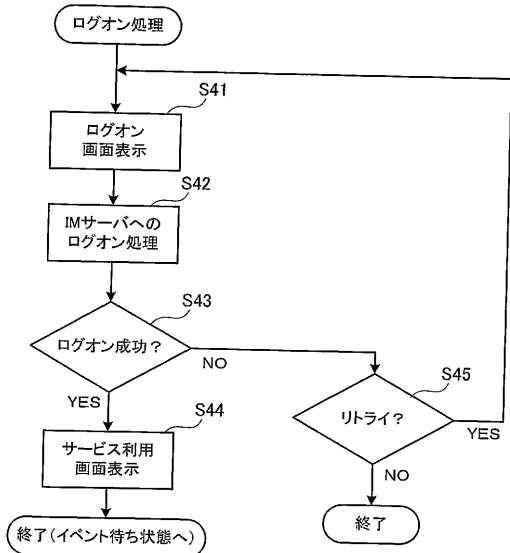 ログオン処理
S41
ログオン
画面表示
S42
IMサーバへの
ログオン処理
S43
ログオン成功？
NO
YES
S45
リトライ？
YES
NO
S44
サービス利用
画面表示
終了(イベント待ち状態へ)
終了